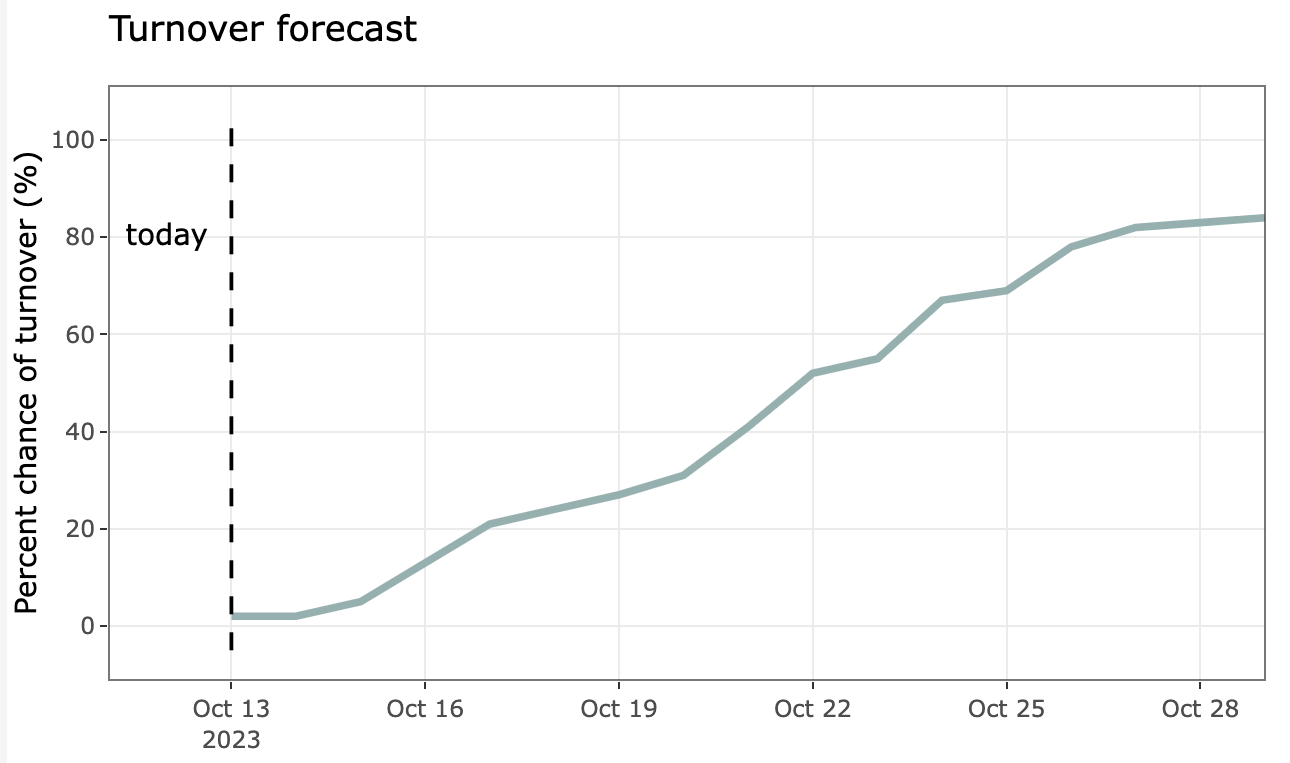 Turnover forecast
Percent chance of turnover (%)
100
80
60
40
20
0
today
Oct 13
2023
Oct 16
Oct 19
Oct 22
Oct 25
Oct 28